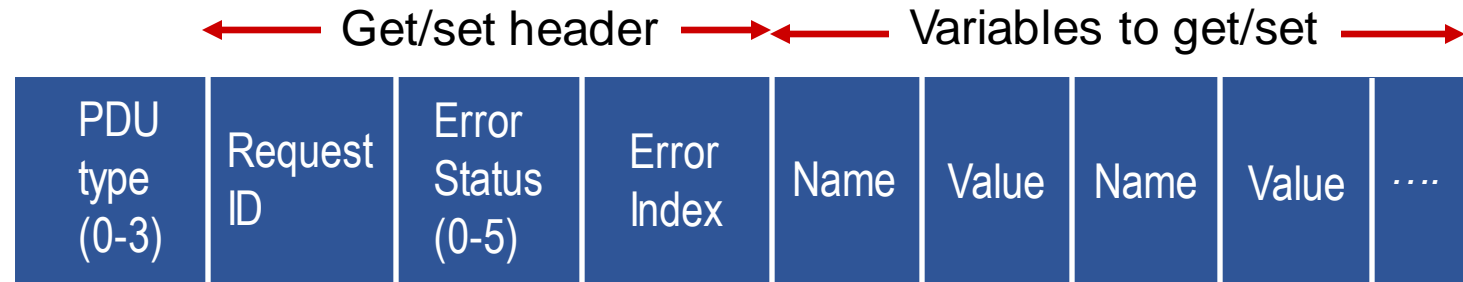 Get/set header
Variables to get/set
PDU
type
(0-3)
Request
ID
Error
Status
(0-5)
Error
Index
Name
Value
Name
Value
....